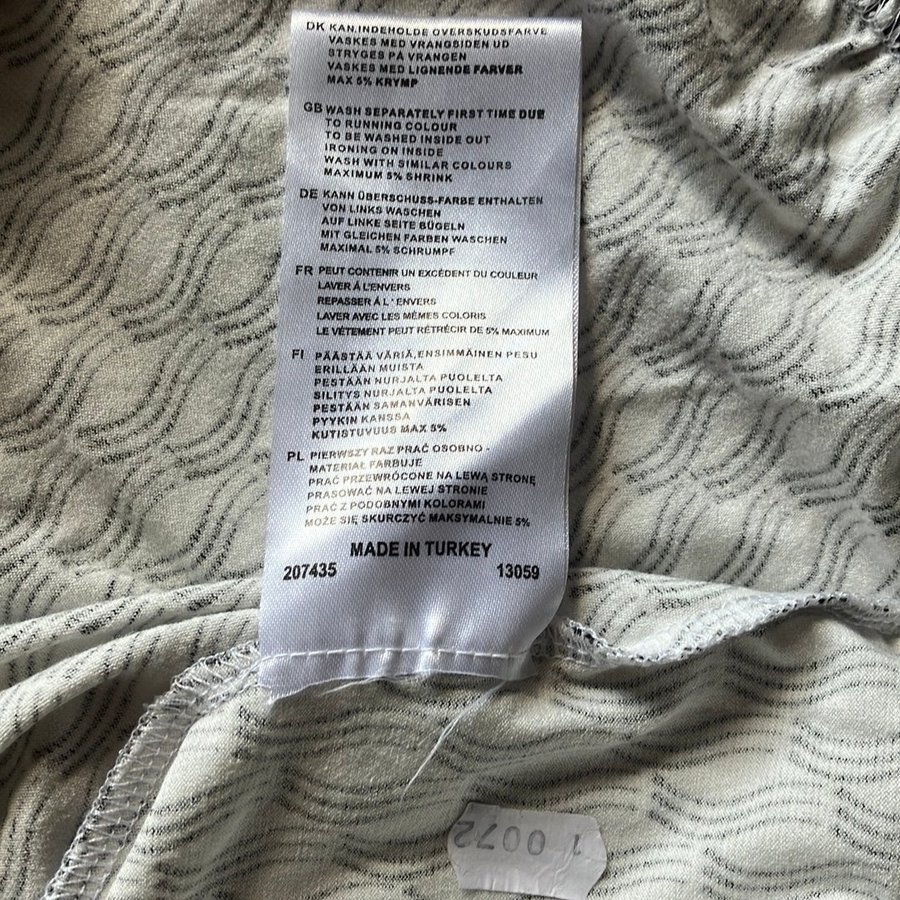 DK KAN.INDEHOLDE OVERSKUDSFARVE
VASKES MED VRANGSIDEN UD
STRYGES PÅ VRANGEN
VASKES MED LIGNENDE FARVER
MAX 5% KRYMP
GB WASH SEPARATELY FIRST TIME DUE
TO RUNNING COLOUR
TO BE WASHED INSIDE OUT
IRONING ON INSIDE
WASH WITH SIMILAR COLOURS
MAXIMUM 5% SHRINK
DE KANN ÜBERSCHUSS-FARBE ENTHALTEN
VON LINKS WASCHEN
AUF LINKE SEITE BÜGELN
MIT GLEICHEN FARBEN WASCHEN
MAXIMAL 5% SCHRUMPF
FR PEUT CONTENIR UN EXCÉDENT DU COULEUR
LAVER Á L'ENVERS
REPASSER Á L'ENVERS
LAVER AVEC LES MÊMES COLORIS
LE VÉTEMENT PEUT RÉTRÉCIR DE 5% MAXIMUM
FI PÄÄSTÄÄ VÄRIÄ,ENSIMMÄINEN PESU
ERILLÄÄN MUISTA
PESTÄÄN NURJALTA PUOLELTA
SILITYS NURJALTA PUOLELTA
PESTÄÄN SAMANVÄRISEN
PYYKIN KANSSA
KUTISTUVUUS MAX 5%
PL PIERWSZY RAZ PRAĆ OSOBNO -
MATERIAŁ FARBUJE
PRAĆ PRZEWRÓCONE NA LEWĄ STRONĘ
PRASOWAĆ NA LEWEJ STRONIE
PRAĆ Z PODOBNYMI KOLORAMI
MOŻE SIĘ SKURCZYĆ MAKSYMALNIE 5%
MADE IN TURKEY
207435 13059
1 0072